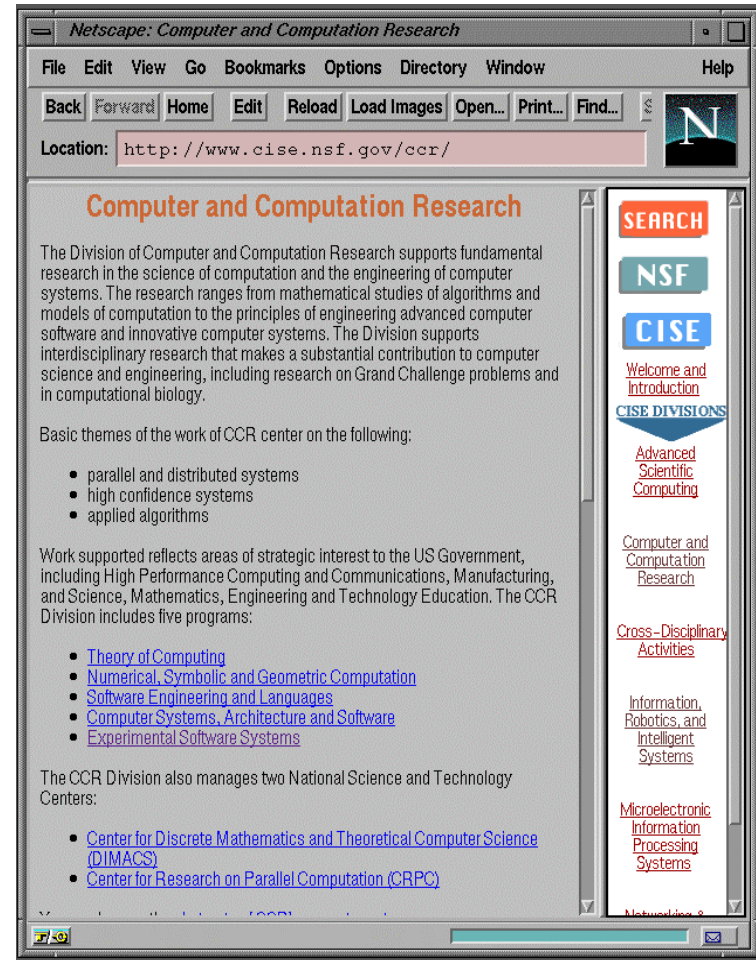 Netscape: Computer and Computation Research
File Edit View Go Bookmarks Options Directory Window Help
Back Forward Home Edit Reload Load Images Open... Print... Find...
N
Location: http://www.cise.nsf.gov/ccr/
Computer and Computation Research
The Division of Computer and Computation Research supports fundamental
research in the science of computation and the engineering of computer
systems. The research ranges from mathematical studies of algorithms and
models of computation to the principles of engineering advanced computer
software and innovative computer systems. The Division supports
interdisciplinary research that makes a substantial contribution to computer
science and engineering, including research on Grand Challenge problems and
in computational biology.
Basic themes of the work of CCR center on the following:
• parallel and distributed systems
• high confidence systems
• applied algorithms
Work supported reflects areas of strategic interest to the US Government,
including High Performance Computing and Communications, Manufacturing,
and Science, Mathematics, Engineering and Technology Education. The CCR
Division includes five programs:
• Theory of Computing
• Numerical, Symbolic and Geometric Computation
• Software Engineering and Languages
• Computer Systems, Architecture and Software
• Experimental Software Systems
The CCR Division also manages two National Science and Technology
Centers:
• Center for Discrete Mathematics and Theoretical Computer Science
(DIMACS)
• Center for Research on Parallel Computation (CRPC)
SEARCH
NSF
CISE
Welcome and
Introduction
CISE DIVISIONS
Advanced
Scientific
Computing
Computer and
Computation
Research
Cross-Disciplinary
Activities
Information,
Robotics, and
Intelligent
Systems
Microelectronic
Information
Processing
Systems
Networking &